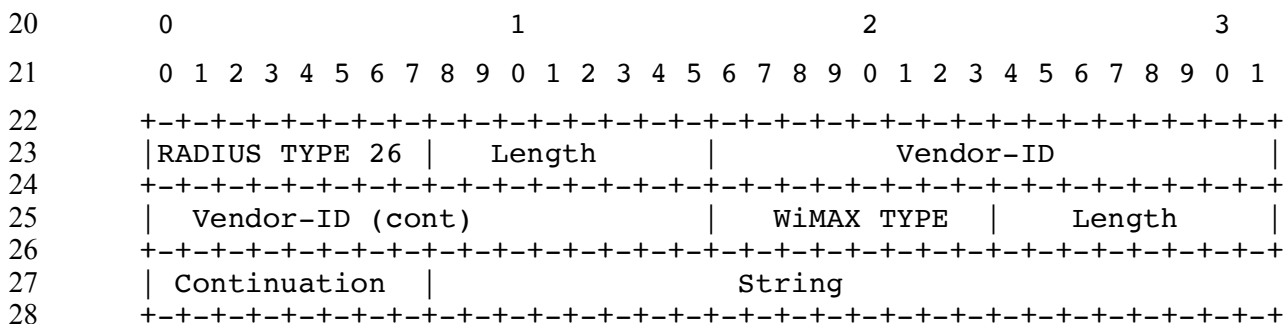 20 0 1 2 3
21 0 1 2 3 4 5 6 7 8 9 0 1 2 3 4 5 6 7 8 9 0 1 2 3 4 5 6 7 8 9 0 1
22 +-+-+-+-+-+-+-+-+-+-+-+-+-+-+-+-+-+-+-+-+-+-+-+-+-+-+-+-+-+-+-+-+
23 |RADIUS TYPE 26 | Length | Vendor-ID |
24 +-+-+-+-+-+-+-+-+-+-+-+-+-+-+-+-+-+-+-+-+-+-+-+-+-+-+-+-+-+-+-+-+
25 | Vendor-ID (cont) | WiMAX TYPE | Length |
26 +-+-+-+-+-+-+-+-+-+-+-+-+-+-+-+-+-+-+-+-+-+-+-+-+-+-+-+-+-+-+-+-+
27 | Continuation | String
28 +-+-+-+-+-+-+-+-+-+-+-+-+-+-+-+-+-+-+-+-+-+-+-+-+-+-+-+-+-+-+-+-+